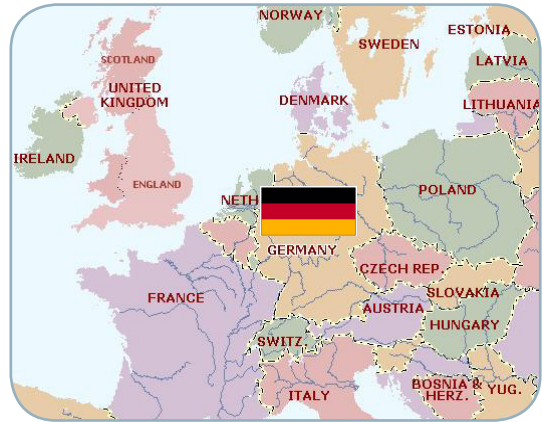 NORWAY
ESTONIA
SWEDEN
SCOTLAND
LATVIA
UNITED
KINGDOM
DENMARK
LITHUANIA
IRELAND
ENGLAND
POLAND
NETH
GERMANY
CZECH REP.
SLOVAKIA
FRANCE
AUSTRIA
HUNGARY
SWITZ.
BOSNIA &
HERZ.
YUG.
ITALY